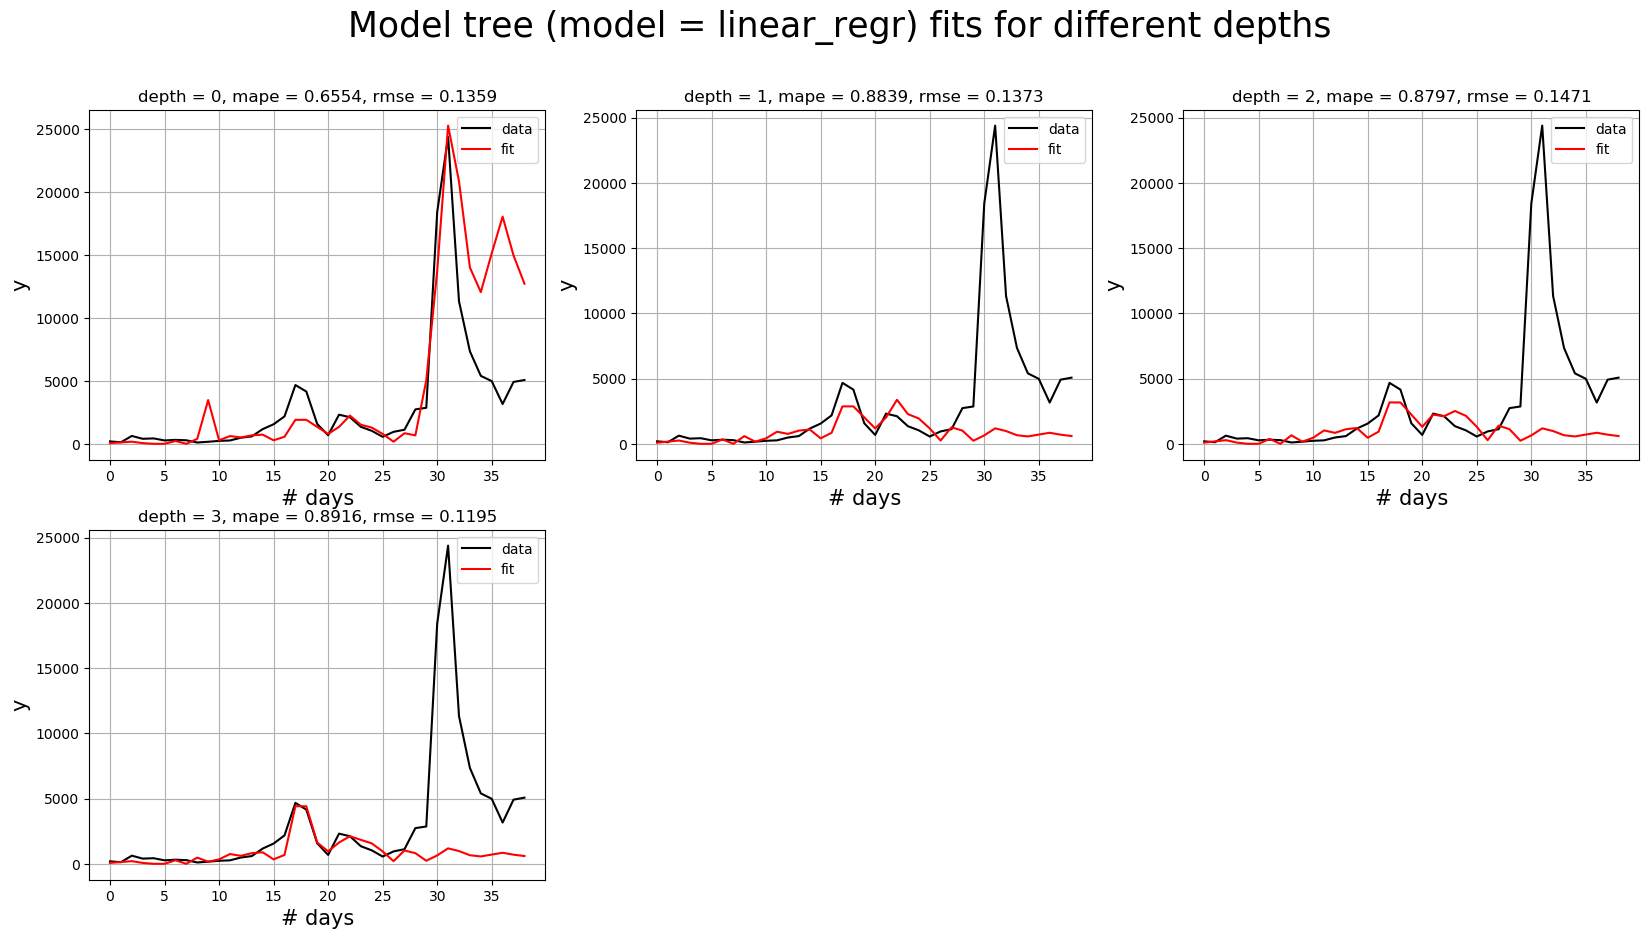 Model tree (model = linear_regr) fits for different depths
depth = 0, mape = 0.6554, rmse = 0.1359
25000
20000
15000
10000
5000
0
y
data
fit
0 5 10 15 20 25 30 35
# days
depth = 1, mape = 0.8839, rmse = 0.1373
25000
20000
15000
10000
5000
0
y
data
fit
0 5 10 15 20 25 30 35
# days
depth = 2, mape = 0.8797, rmse = 0.1471
25000
20000
15000
10000
5000
0
y
data
fit
0 5 10 15 20 25 30 35
# days
depth = 3, mape = 0.8916, rmse = 0.1195
25000
20000
15000
10000
5000
0
y
data
fit
0 5 10 15 20 25 30 35
# days